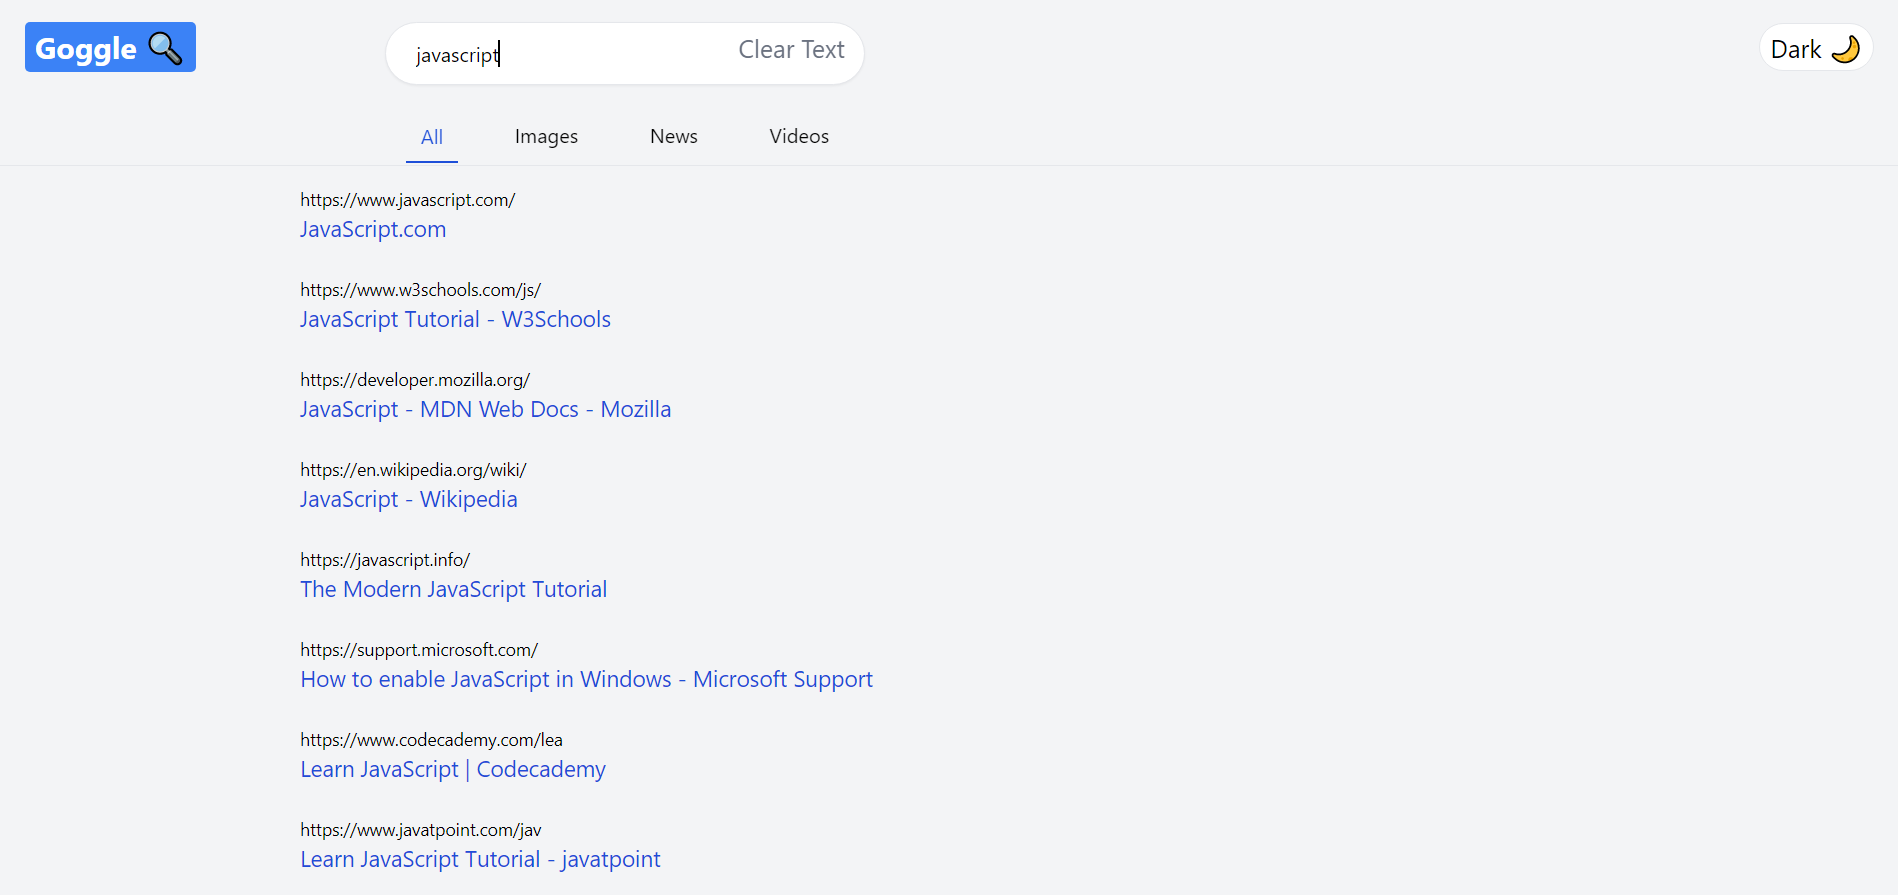 Goggle
javascript
Clear Text
Dark
All
Images
News
Videos
https://www.javascript.com/
JavaScript.com
https://www.w3schools.com/js/
JavaScript Tutorial - W3Schools
https://developer.mozilla.org/
JavaScript - MDN Web Docs - Mozilla
https://en.wikipedia.org/wiki/
JavaScript - Wikipedia
https://javascript.info/
The Modern JavaScript Tutorial
https://support.microsoft.com/
How to enable JavaScript in Windows - Microsoft Support
https://www.codecademy.com/lea
Learn JavaScript | Codecademy
https://www.javatpoint.com/jav
Learn JavaScript Tutorial - javatpoint